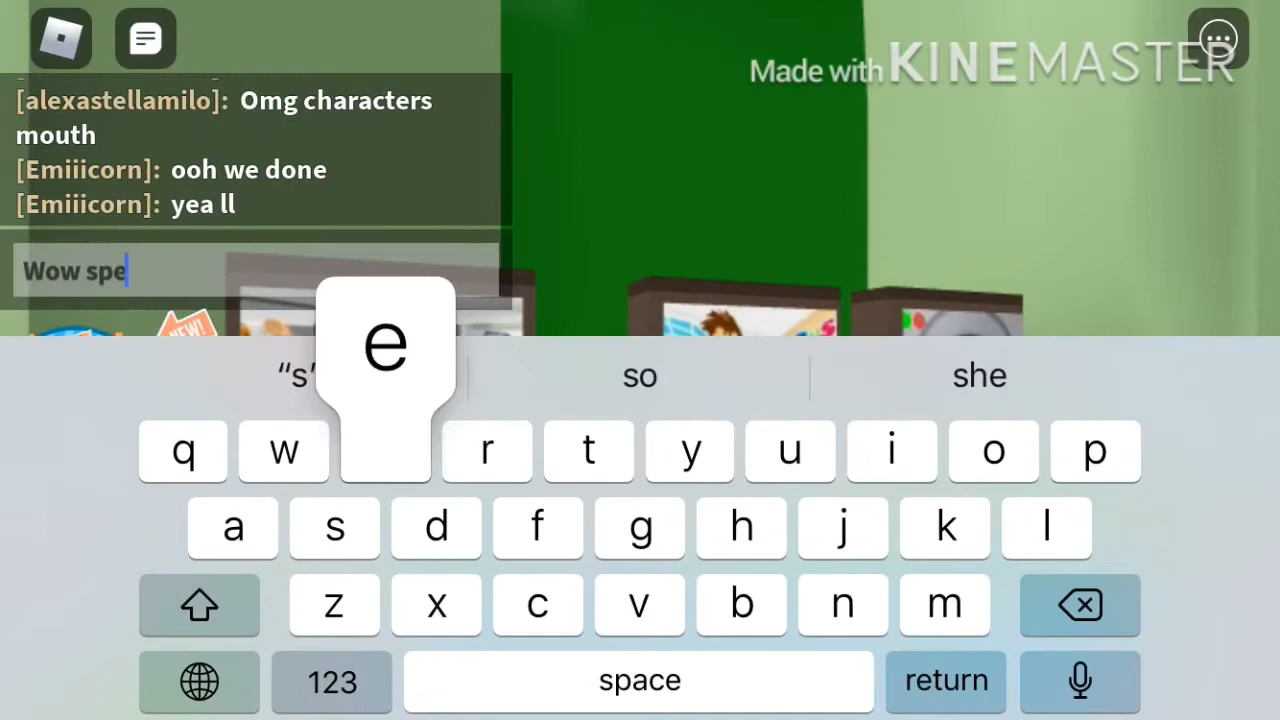 Made with KINEMASTER
[alexastellamilo]: Omg characters
mouth
[Emiiicorn]: ooh we done
[Emiiicorn]: yea ll
Wow spe
NEW!
e
“s” so she
q w r t y u i o p
a s d f g h j k l
z x c v b n m
123 space return